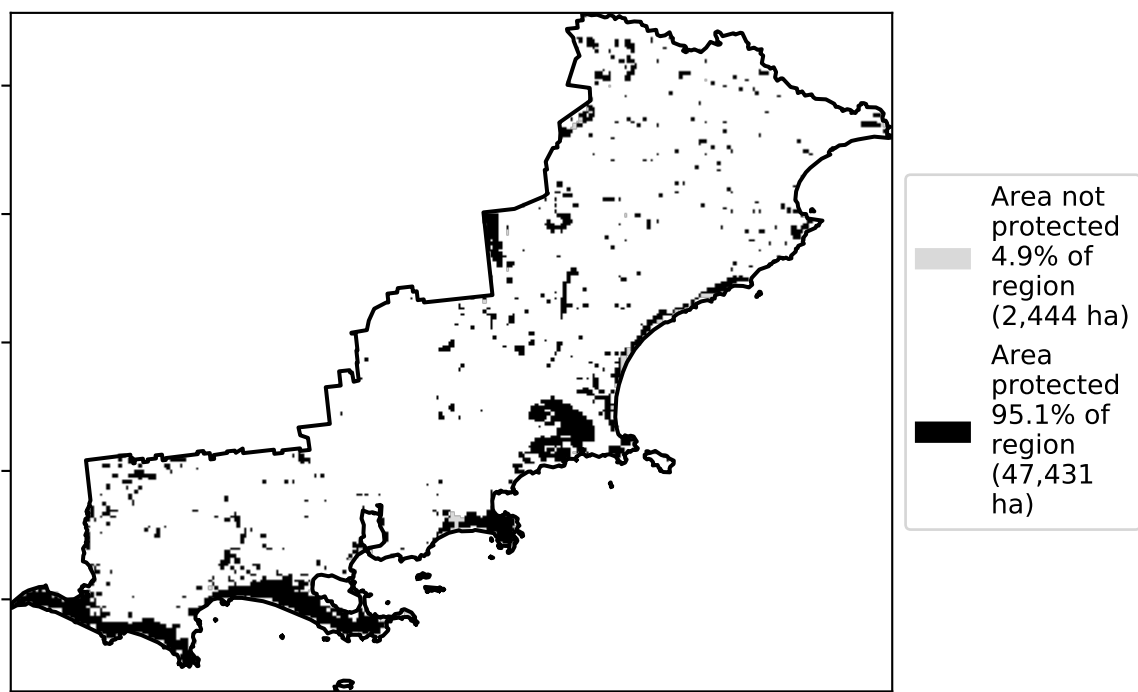 Area not
protected
4.9% of
region
(2,444 ha)
Area
protected
95.1% of
region
(47,431
ha)